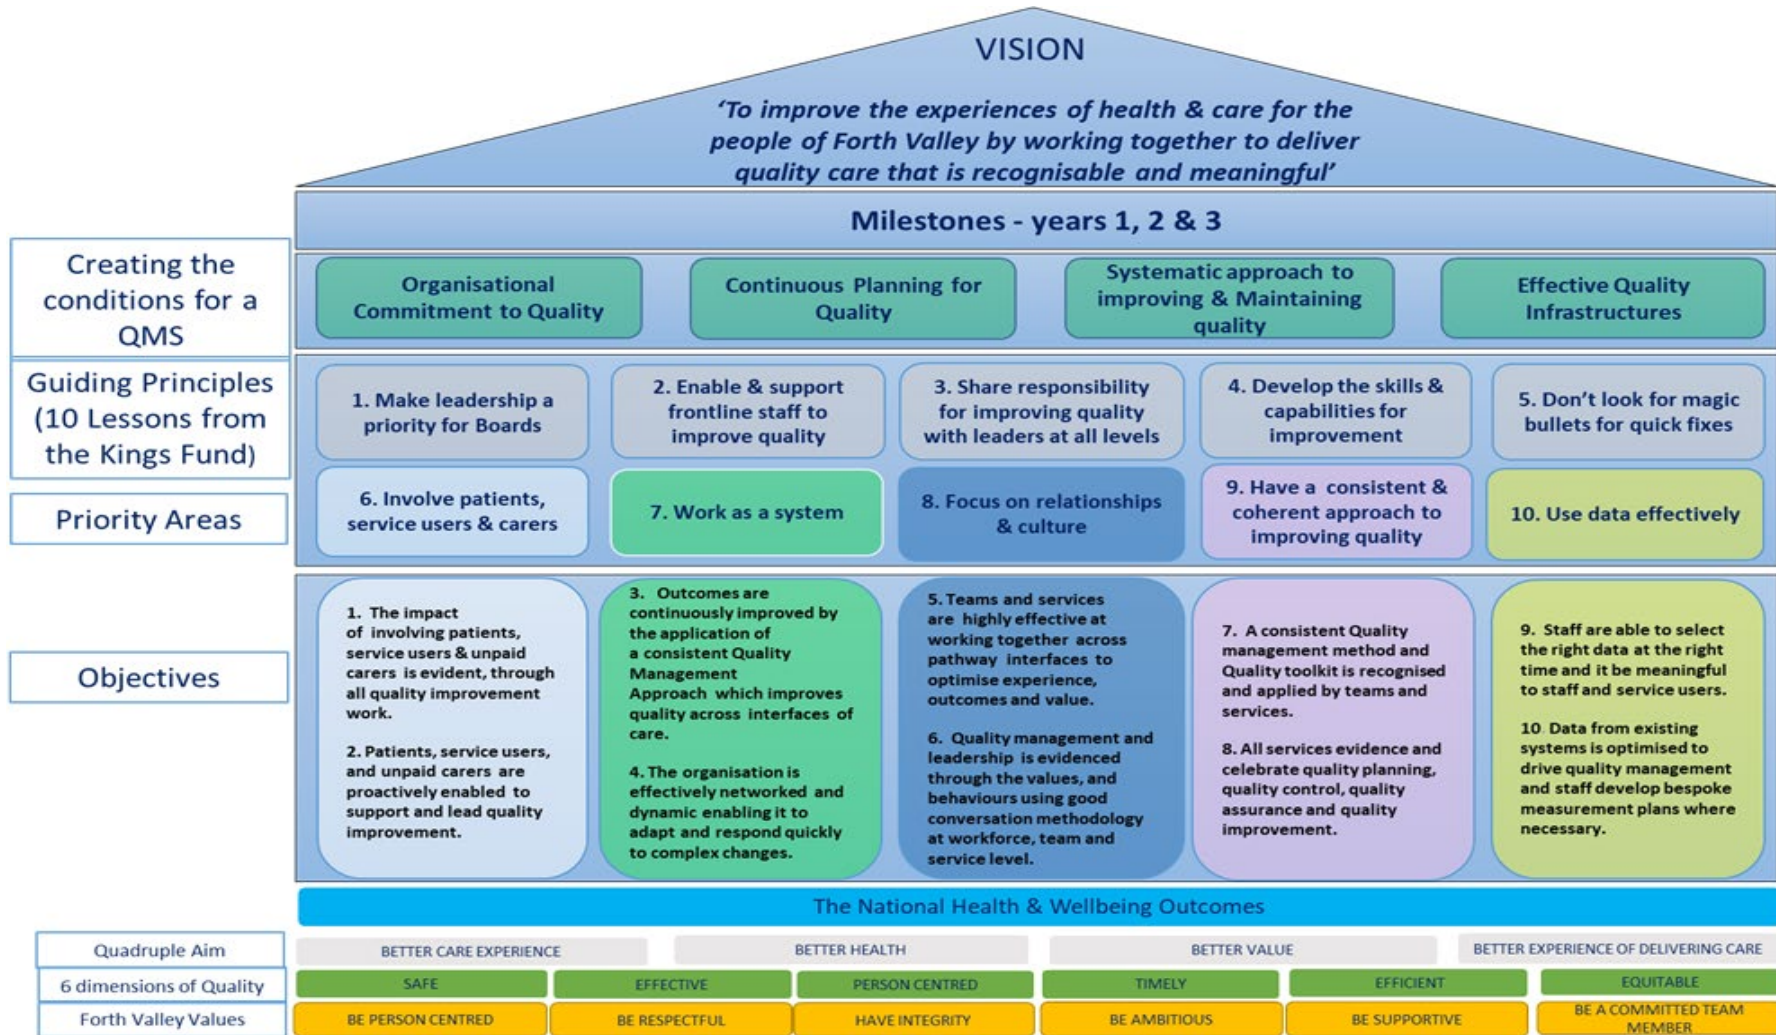 VISION
‘To improve the experiences of health & care for the
people of Forth Valley by working together to deliver
quality care that is recognisable and meaningful’
Milestones - years 1, 2 & 3
Creating the
conditions for a
QMS
Organisational
Commitment to Quality
Continuous Planning for
Quality
Systematic approach to
improving & Maintaining
quality
Effective Quality
Infrastructures
Guiding Principles
(10 Lessons from
the Kings Fund)
1. Make leadership a
priority for Boards
2. Enable & support
frontline staff to
improve quality
3. Share responsibility
for improving quality
with leaders at all levels
4. Develop the skills &
capabilities for
improvement
5. Don’t look for magic
bullets for quick fixes
Priority Areas
6. Involve patients,
service users & carers
7. Work as a system
8. Focus on relationships
& culture
9. Have a consistent &
coherent approach to
improving quality
10. Use data effectively
Objectives
1. The impact
of involving patients,
service users & unpaid
carers is evident, through
all quality improvement
work.
2. Patients, service users,
and unpaid carers are
proactively enabled to
support and lead quality
improvement.
3. Outcomes are
continuously improved by
the application of
a consistent Quality
Management
Approach which improves
quality across interfaces of
care.
4. The organisation is
effectively networked and
dynamic enabling it to
adapt and respond quickly
to complex changes.
5. Teams and services
are highly effective at
working together across
pathway interfaces to
optimise experience,
outcomes and value.
6. Quality management and
leadership is evidenced
through the values, and
behaviours using good
conversation methodology
at workforce, team and
service level.
7. A consistent Quality
management method and
Quality toolkit is recognised
and applied by teams and
services.
8. All services evidence and
celebrate quality planning,
quality control, quality
assurance and quality
improvement.
9. Staff are able to select
the right data at the right
time and it be meaningful
to staff and service users.
10. Data from existing
systems is optimised to
drive quality management
and staff develop bespoke
measurement plans where
necessary.
The National Health & Wellbeing Outcomes
Quadruple Aim
BETTER CARE EXPERIENCE
BETTER HEALTH
BETTER VALUE
BETTER EXPERIENCE OF DELIVERING CARE
6 dimensions of Quality
SAFE
EFFECTIVE
PERSON CENTRED
TIMELY
EFFICIENT
EQUITABLE
Forth Valley Values
BE PERSON CENTRED
BE RESPECTFUL
HAVE INTEGRITY
BE AMBITIOUS
BE SUPPORTIVE
BE A COMMITTED TEAM
MEMBER